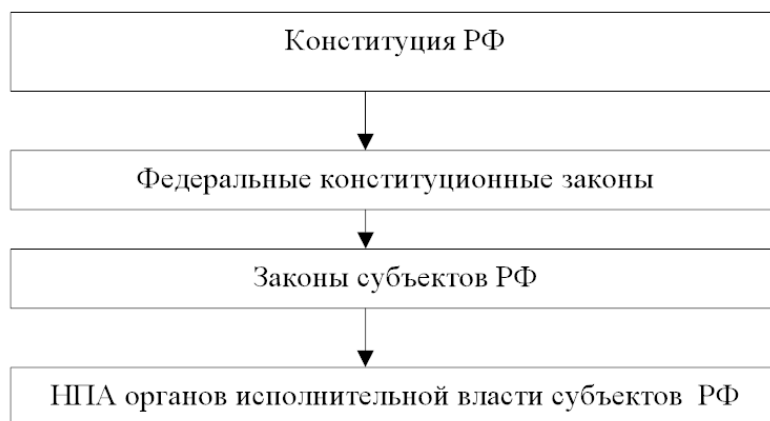 Конституция РФ
Федеральные конституционные законы
Законы субъектов РФ
НПА органов исполнительной власти субъектов РФ